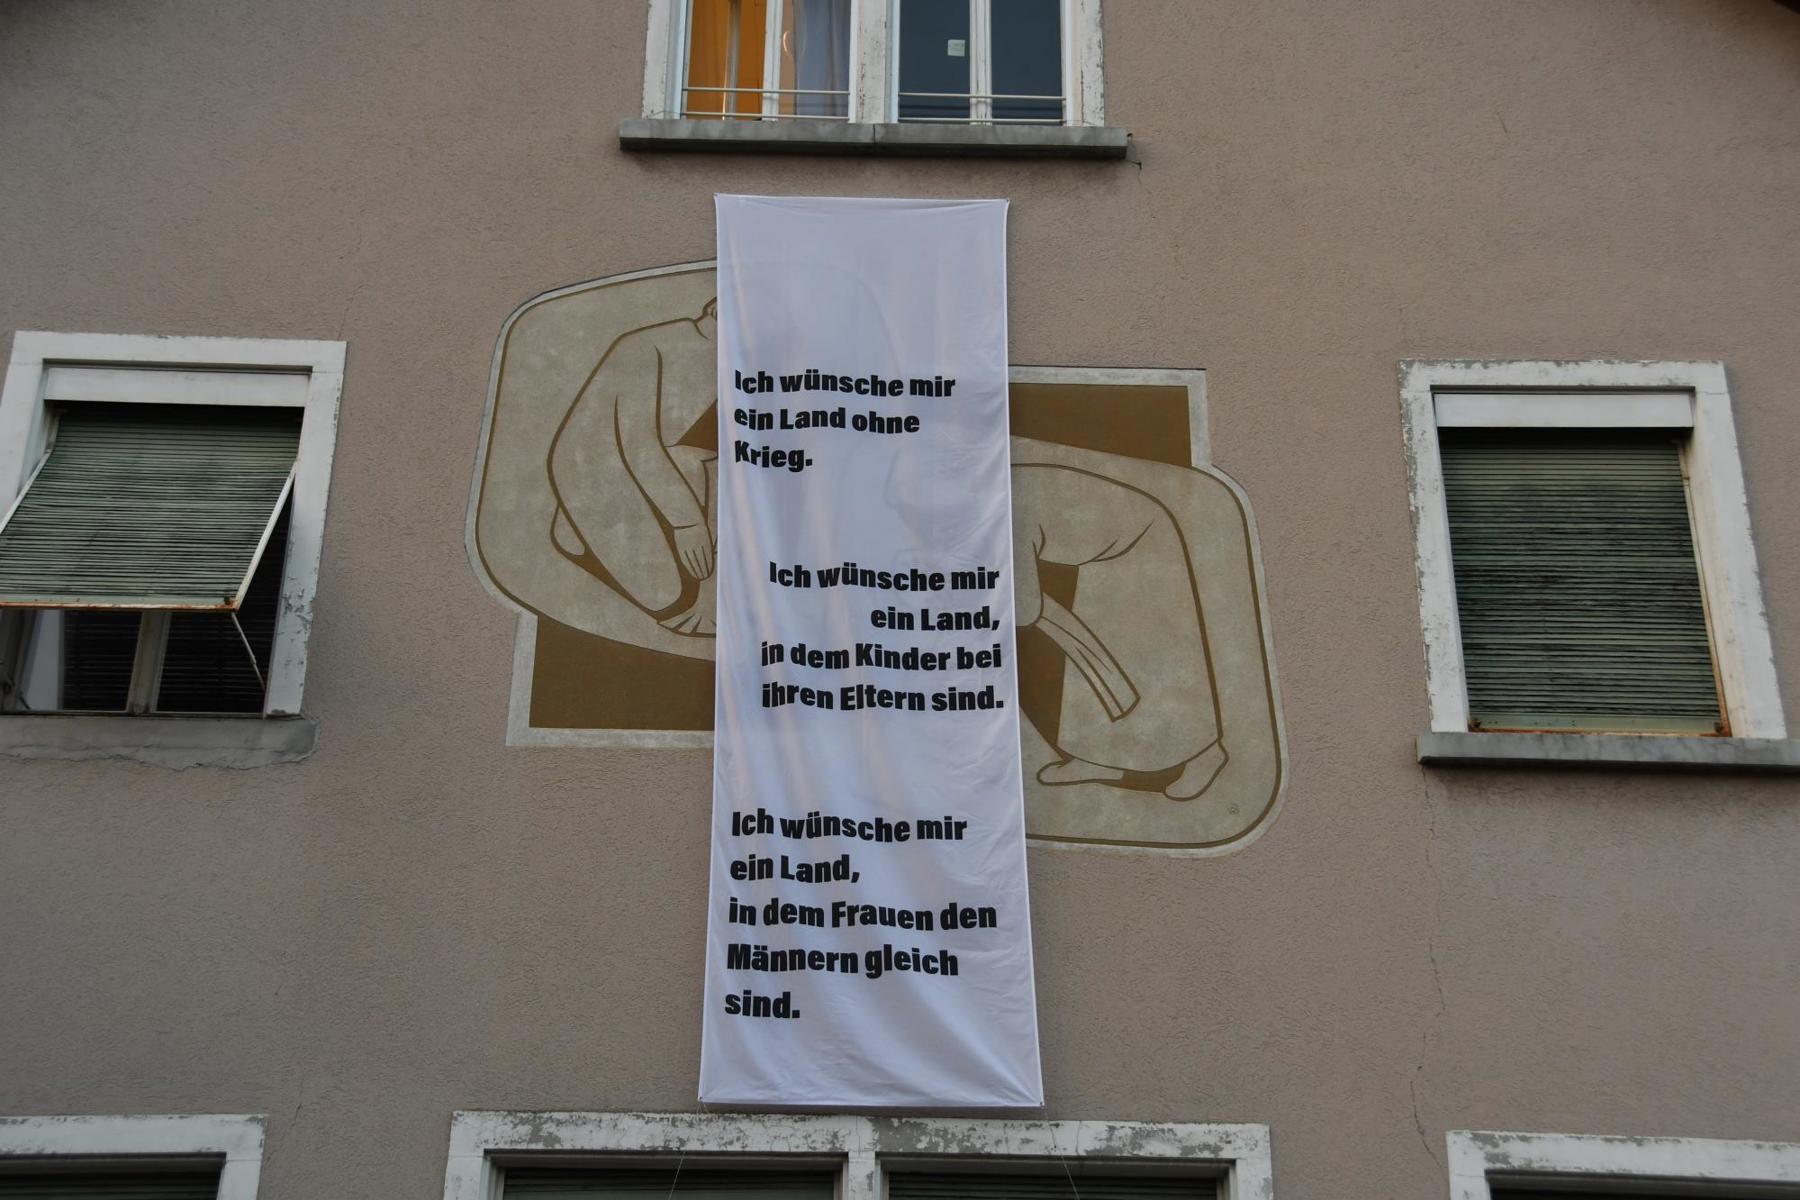 Ich wünsche mir
ein Land ohne
Krieg.
Ich wünsche mir
ein Land,
in dem Kinder bei
ihren Eltern sind.
Ich wünsche mir
ein Land,
in dem Frauen den
Männern gleich
sind.